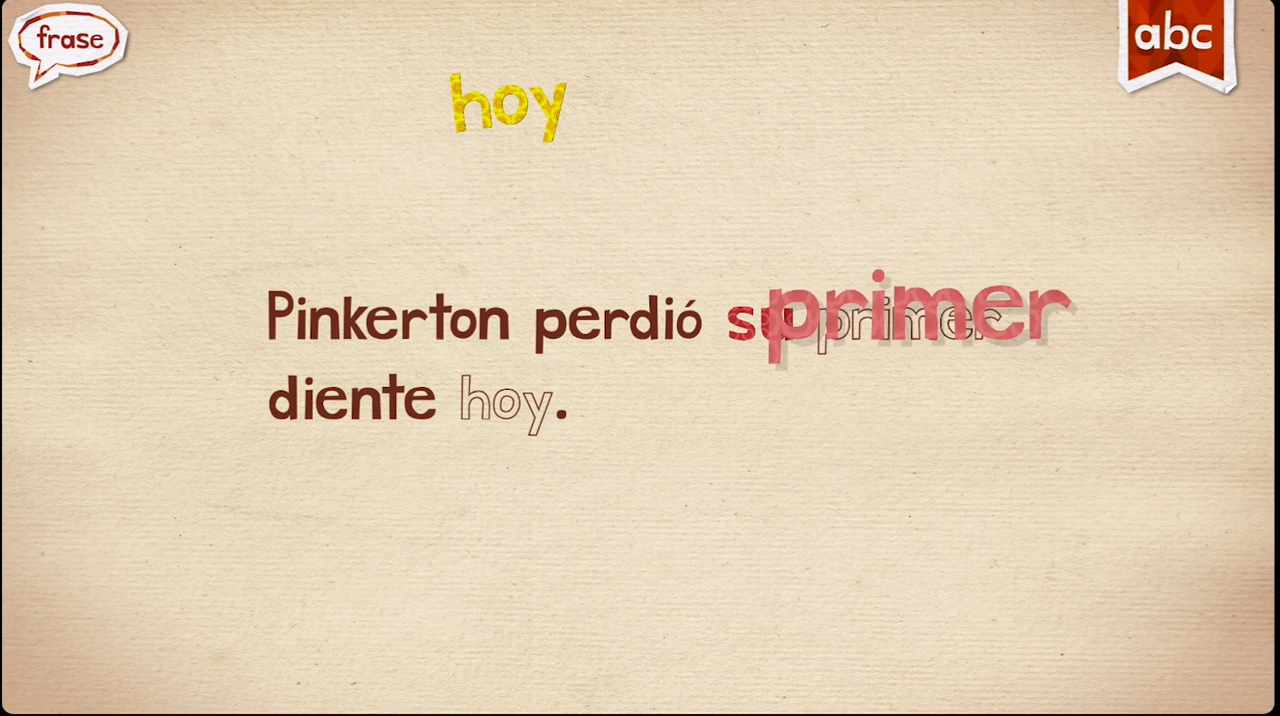 frase
abc
hoy
Pinkerton perdió su primer primer
diente hoy.